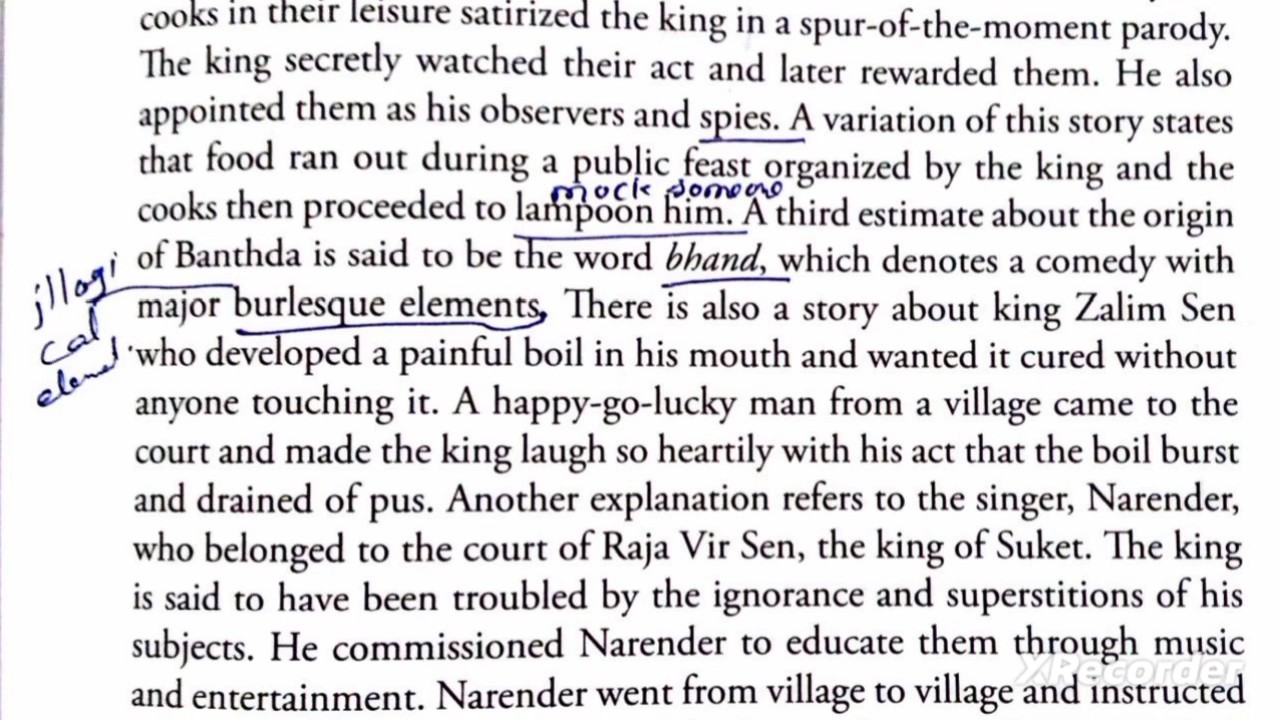 cooks in their leisure satirized the king in a spur-of-the-moment parody.
The king secretly watched their act and later rewarded them. He also
appointed them as his observers and spies. A variation of this story states
that food ran out during a public feast organized by the king and the
mock someone
cooks then proceeded to lampoon him. A third estimate about the origin
of Banthda is said to be the word bhand, which denotes a comedy with
illogi
major burlesque elements. There is also a story about king Zalim Sen
cal
who developed a painful boil in his mouth and wanted it cured without
anyone touching it. A happy-go-lucky man from a village came to the
court and made the king laugh so heartily with his act that the boil burst
and drained of pus. Another explanation refers to the singer, Narender,
who belonged to the court of Raja Vir Sen, the king of Suket. The king
is said to have been troubled by the ignorance and superstitions of his
subjects. He commissioned Narender to educate them through music
XRecorder
and entertainment. Narender went from village to village and instructed